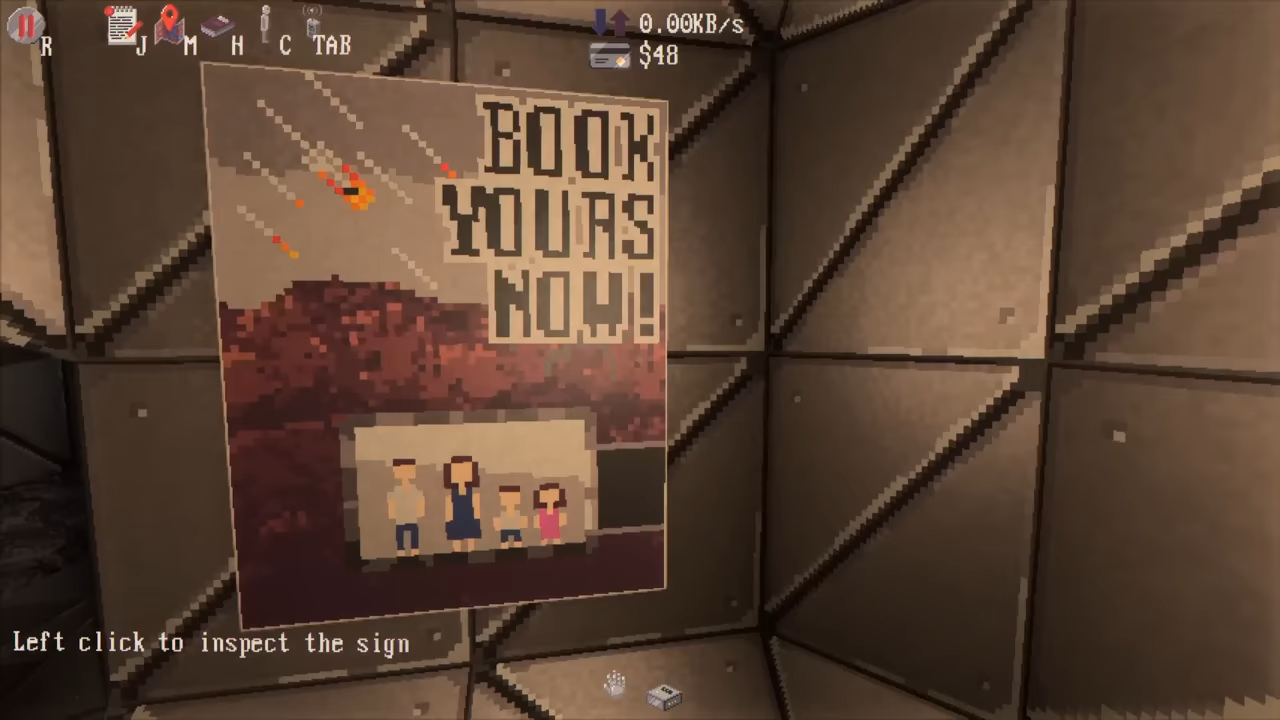 R J M H C TAB
0.00KB/s
$48
BOOK
YOURS
NOW!
Left click to inspect the sign